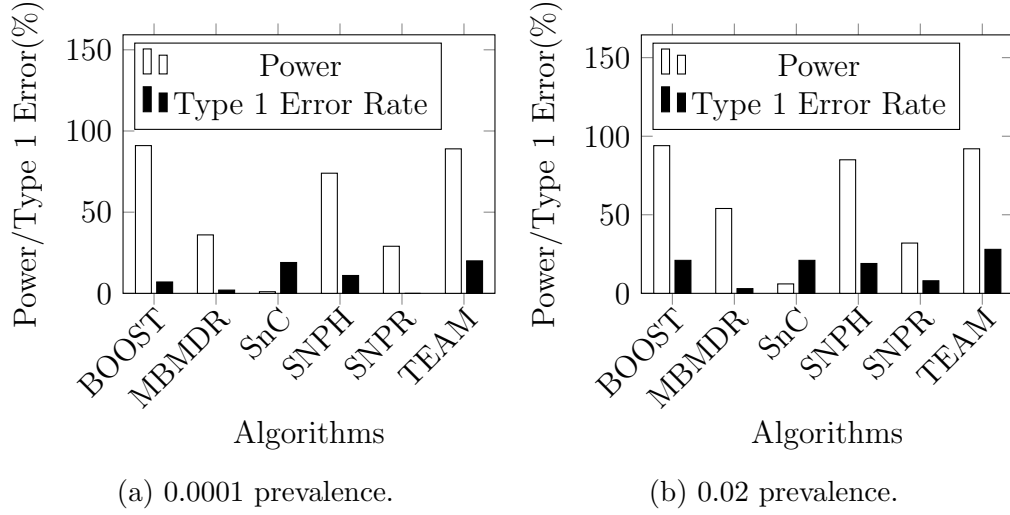 Power/Type 1 Error(%)
150
100
50
0
Power
Type 1 Error Rate
BOOST
MBMDR
SnC
SNPH
SNPR
TEAM
Algorithms
(a) 0.0001 prevalence.
Power/Type 1 Error(%)
150
100
50
0
Power
Type 1 Error Rate
BOOST
MBMDR
SnC
SNPH
SNPR
TEAM
Algorithms
(b) 0.02 prevalence.